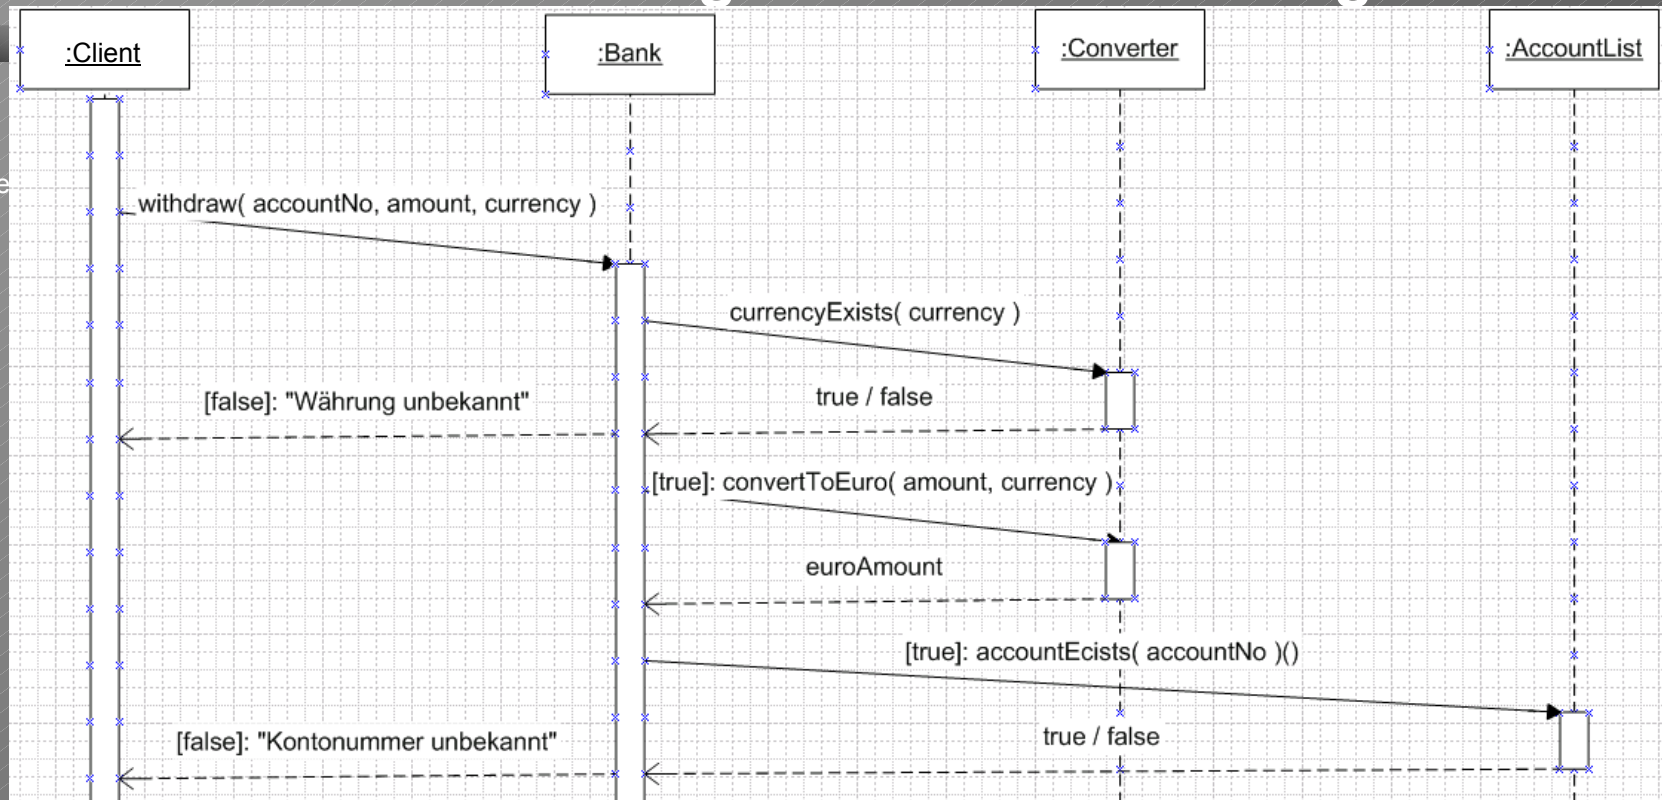 :Client
:Bank
:Converter
:AccountList
withdraw( accountNo, amount, currency )
currencyExists( currency )
true / false
[false]: "Währung unbekannt"
[true]: convertToEuro( amount, currency )
euroAmount
[true]: accountEcists( accountNo )()
true / false
[false]: "Kontonummer unbekannt"